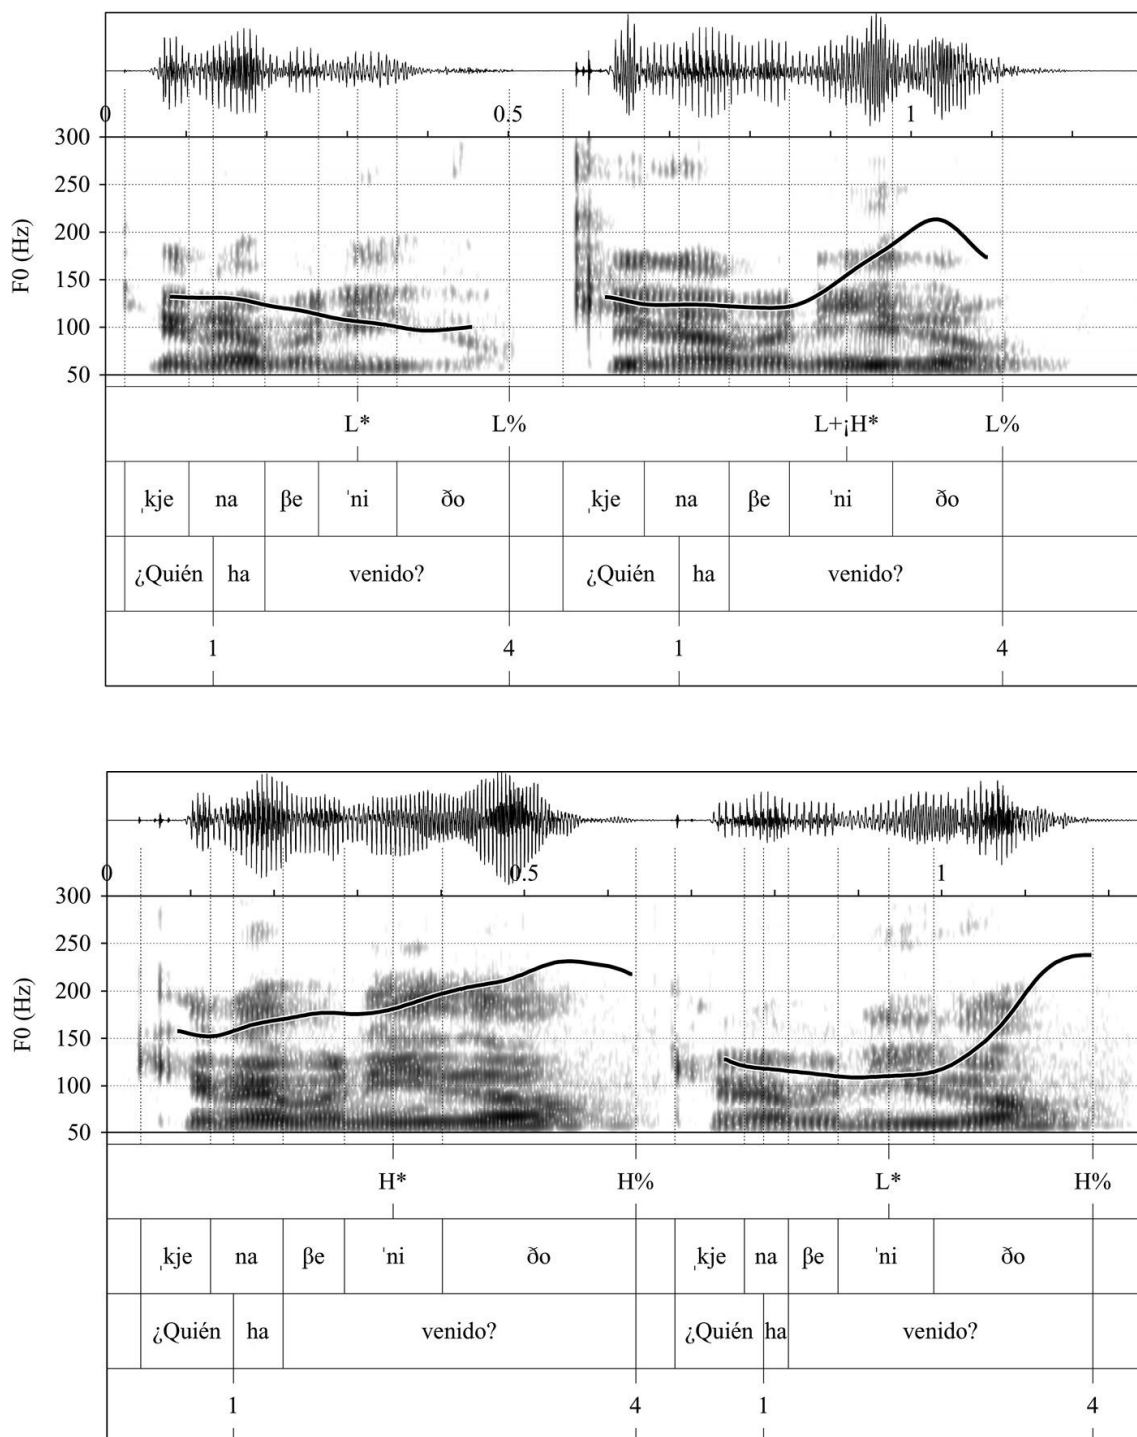 0 0.5 1
300
250
200
150
100
50
F0 (Hz)
L* L% L+¡H* L%
ˌkje na βe ˈni ðo ˌkje na βe ˈni ðo
¿Quién ha venido? ¿Quién ha venido?
1 4 1 4
0 0.5 1
300
250
200
150
100
50
F0 (Hz)
H* H% L* H%
ˌkje na βe ˈni ðo ˌkje na βe ˈni ðo
¿Quién ha venido? ¿Quién ha venido?
1 4 1 4